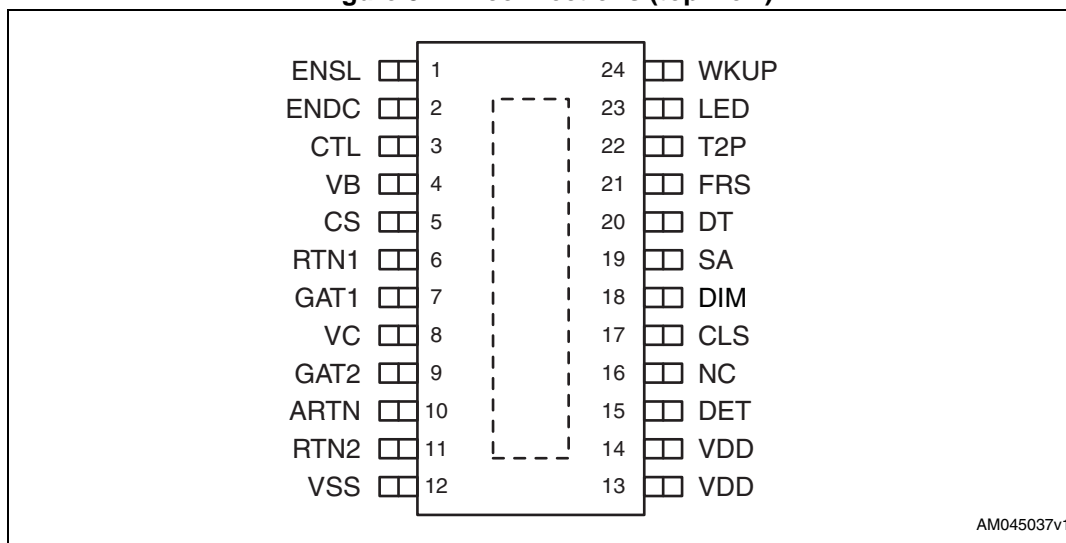 ENSL 1 24 WKUP
ENDC 2 23 LED
CTL 3 22 T2P
VB 4 21 FRS
CS 5 20 DT
RTN1 6 19 SA
GAT1 7 18 DIM
VC 8 17 CLS
GAT2 9 16 NC
ARTN 10 15 DET
RTN2 11 14 VDD
VSS 12 13 VDD
AM045037v1